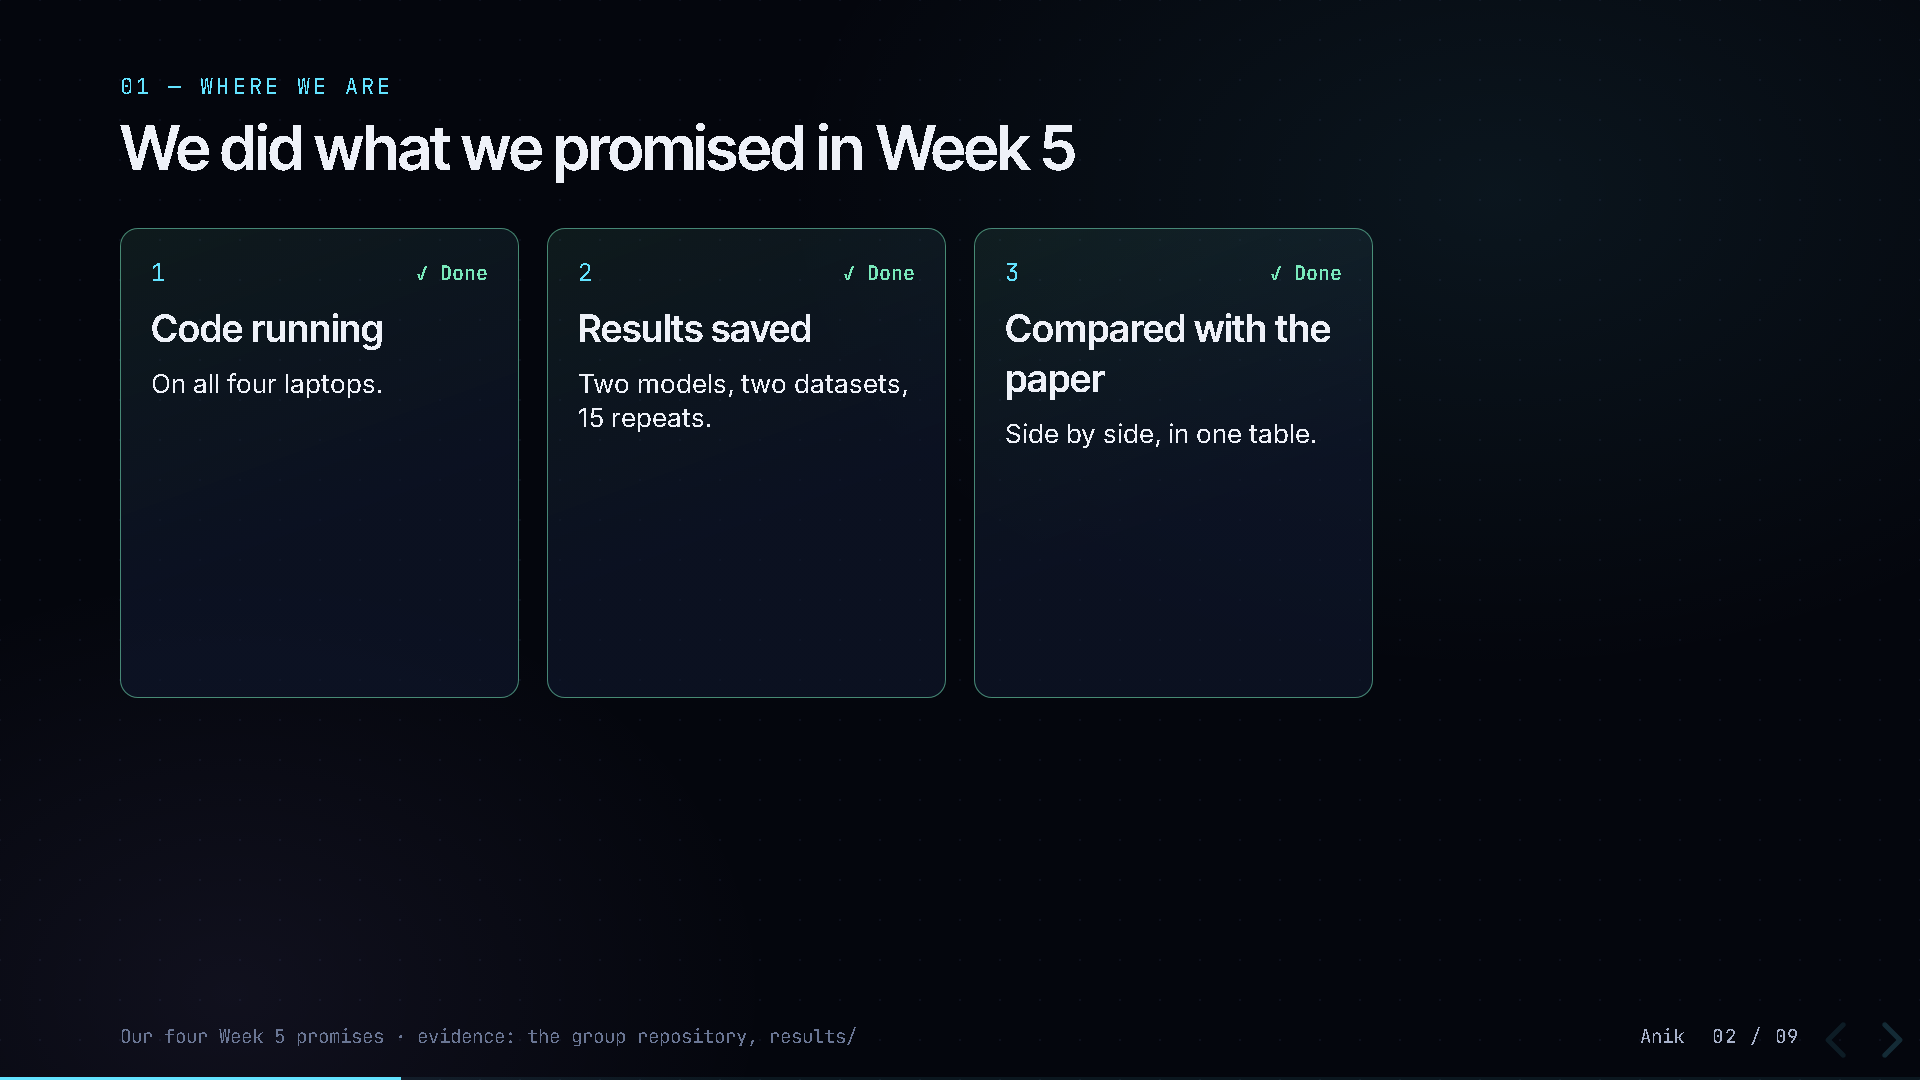 01 — WHERE WE ARE
We did what we promised in Week 5
1
✓ Done
Code running
On all four laptops.
2
✓ Done
Results saved
Two models, two datasets,
15 repeats.
3
✓ Done
Compared with the
paper
Side by side, in one table.
Our four Week 5 promises · evidence: the group repository, results/
Anik 02 / 09